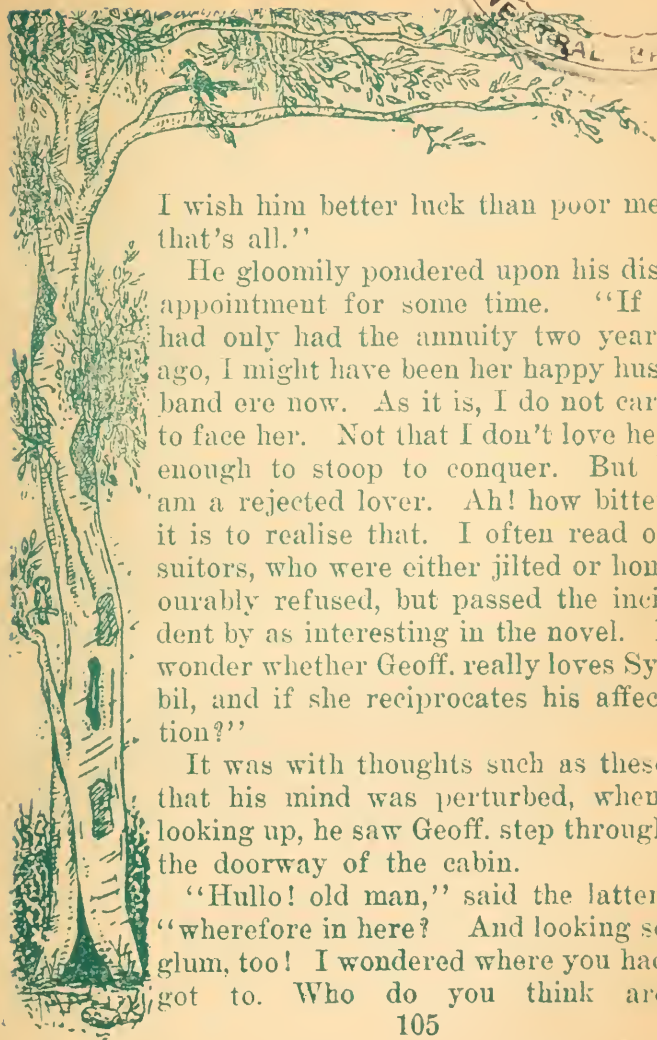 TRAL
I wish him better luck than poor me
that's all.''
He gloomily pondered upon his dis
appointment for some time. “If
had only had the annuity two year
ago, I might have been her happy hus
band ere now. As it is, I do not car
to face her. Not that I don't love he
enough to stoop to conquer. But
am a rejected lover. Ah! how bitte
it is to realise that. I often read o
suitors, who were either jilted or hon
ourably refused, but passed the inci
dent by as interesting in the novel.
wonder whether Geoff. really loves Sy
bil, and if she reciprocates his affec
tion?''
It was with thoughts such as thes
that his mind was perturbed, when
looking up, he saw Geoff. step through
the doorway of the cabin.
“Hullo! old man,” said the latter
“wherefore in here? And looking so
glum, too! I wondered where you had
got to. Who do you think are
105